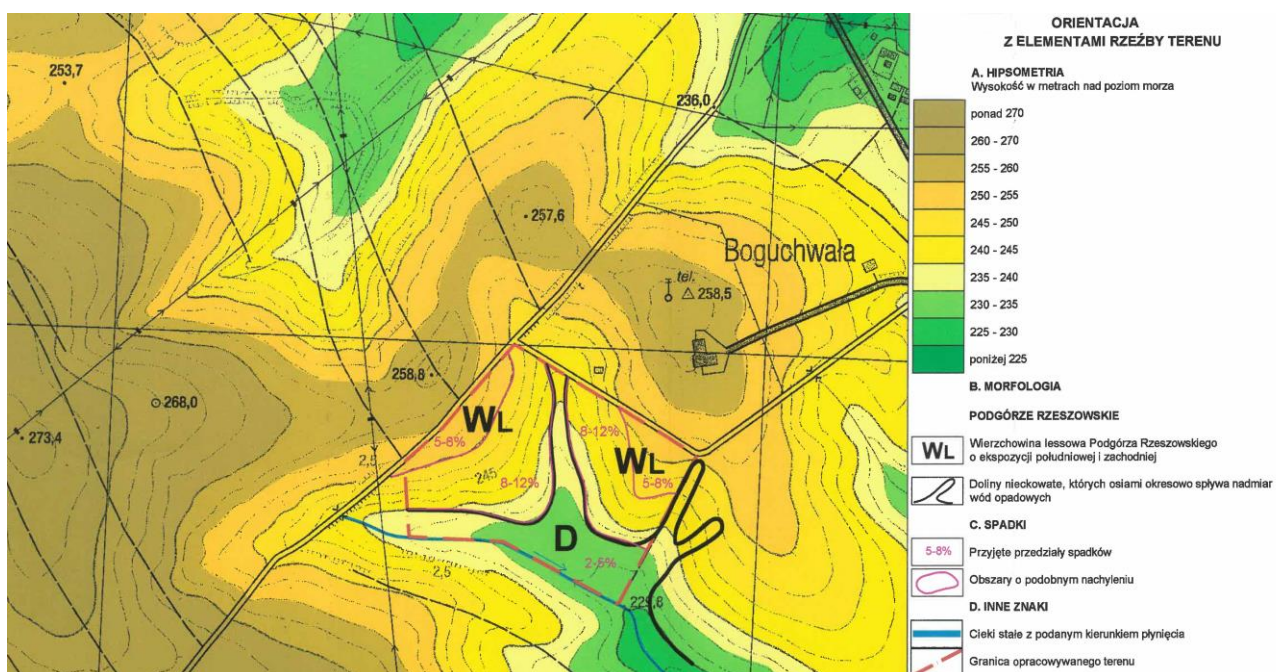 ORIENTACJA
Z ELEMENTAMI RZEŹBY TERENU
A. HIPSOMETRIA
Wysokość w metrach nad poziom morza
ponad 270
260 - 270
255 - 260
250 - 255
245 - 250
240 - 245
235 - 240
230 - 235
225 - 230
poniżej 225
B. MORFOLOGIA
PODGÓRZE RZESZOWSKIE
WL
Wierzchowina lessowa Podgórza Rzeszowskiego
o ekspozycji południowej i zachodniej
Doliny nieckowate, których osiami okresowo spływa nadmiar
wód opadowych
C. SPADKI
5-8%
Przyjęte przedziały spadków
Obszary o podobnym nachyleniu
D. INNE ZNAKI
Cieki stałe z podanym kierunkiem płynięcia
Granica opracowywanego terenu
253,7
236,0
257,6
Boguchwała
tel.
258,5
258,8
268,0
273,4
WL
5-8%
8-12%
WL
2,5
245
8-12%
5-8%
D
2,5
2-5%